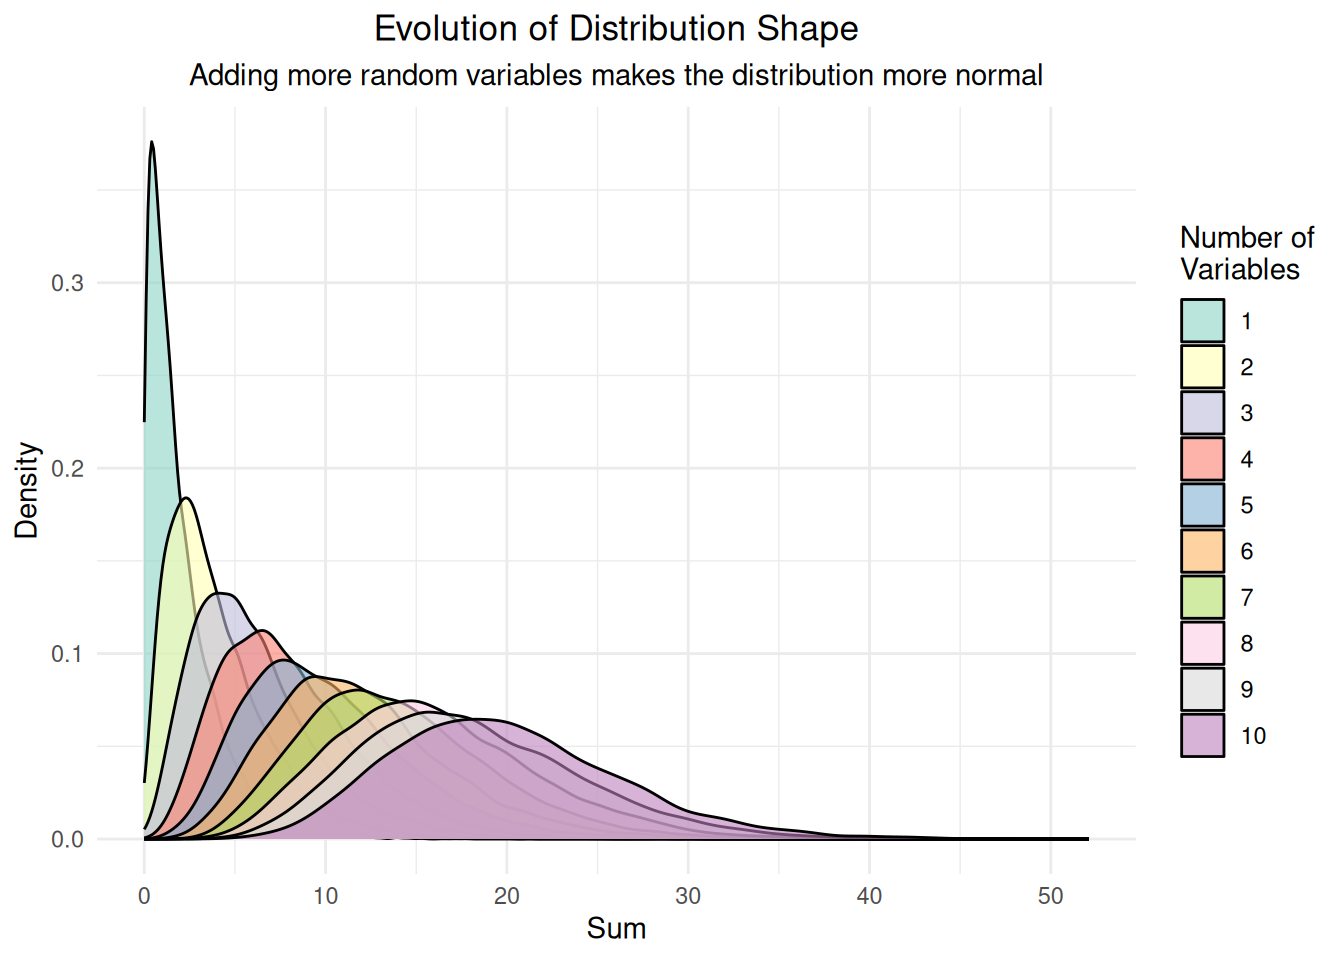 Evolution of Distribution Shape
Adding more random variables makes the distribution more normal
Density
0.3
0.2
0.1
0.0
0 10 20 30 40 50
Sum
Number of
Variables
1
2
3
4
5
6
7
8
9
10